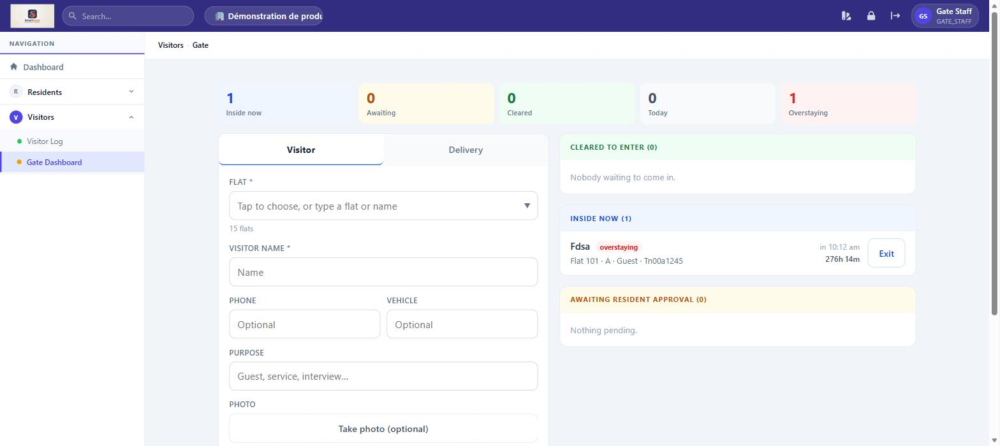 Search...
Démonstration de produ
GS
Gate Staff
GATE_STAFF
NAVIGATION
Dashboard
R
Residents
V
Visitors
Visitor Log
Gate Dashboard
Visitors
Gate
1
Inside now
0
Awaiting
0
Cleared
0
Today
1
Overstaying
Visitor
Delivery
FLAT *
Tap to choose, or type a flat or name
15 flats
VISITOR NAME *
Name
PHONE
VEHICLE
Optional
Optional
PURPOSE
Guest, service, interview...
PHOTO
Take photo (optional)
CLEARED TO ENTER (0)
Nobody waiting to come in.
INSIDE NOW (1)
Fdsa overstaying
Flat 101 · A · Guest · Tn00a1245
in 10:12 am
276h 14m
Exit
AWAITING RESIDENT APPROVAL (0)
Nothing pending.